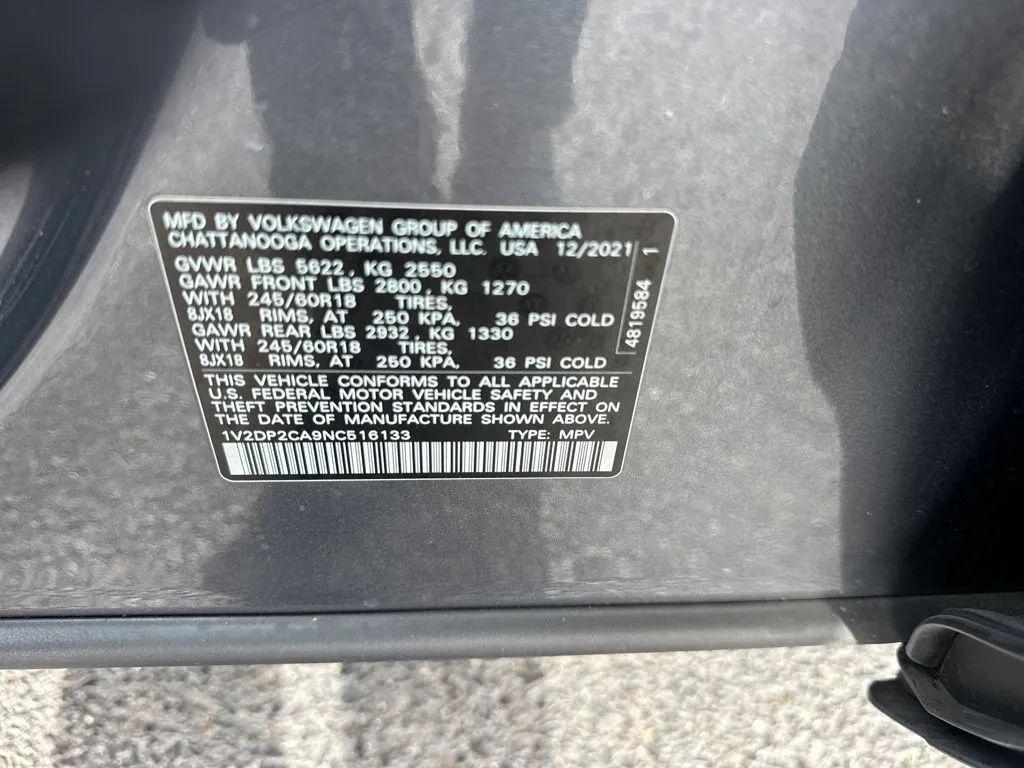 MFD BY VOLKSWAGEN GROUP OF AMERICA
CHATTANOOGA OPERATIONS, LLC. USA 12/2021
GVWR LBS 5622, KG 2550
GAWR FRONT LBS 2800, KG 1270
WITH 245/60R18 TIRES,
8JX18 RIMS, AT 250 KPA, 36 PSI COLD
GAWR REAR LBS 2932, KG 1330
WITH 245/60R18 TIRES,
8JX18 RIMS, AT 250 KPA, 36 PSI COLD
4819584 1
THIS VEHICLE CONFORMS TO ALL APPLICABLE
U.S. FEDERAL MOTOR VEHICLE SAFETY AND
THEFT PREVENTION STANDARDS IN EFFECT ON
THE DATE OF MANUFACTURE SHOWN ABOVE.
1V2DP2CA9NC516133 TYPE: MPV